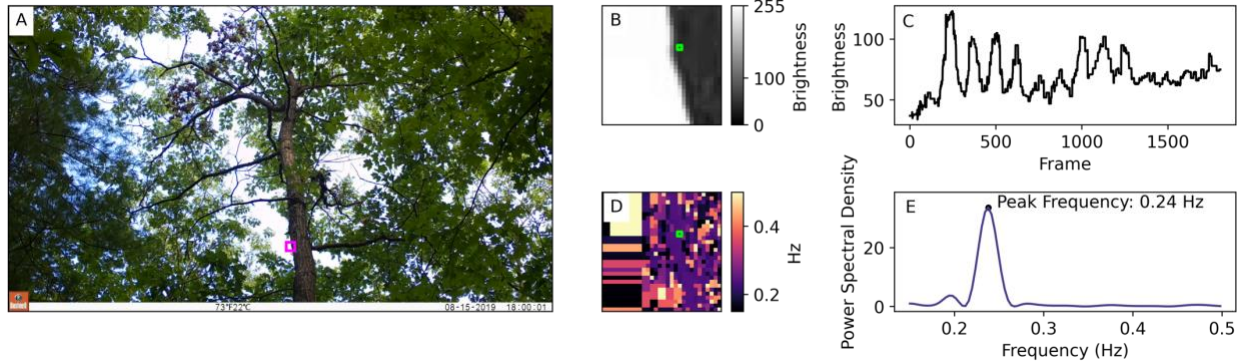 A
Bushnell
73°F22°C
08-15-2019 18:00:01
B
255
100
0
Brightness
C
100
50
Brightness
0
500
1000
1500
Frame
D
0.4
0.2
Hz
E
Peak Frequency: 0.24 Hz
20
0
Power Spectral Density
0.2
0.3
0.4
0.5
Frequency (Hz)